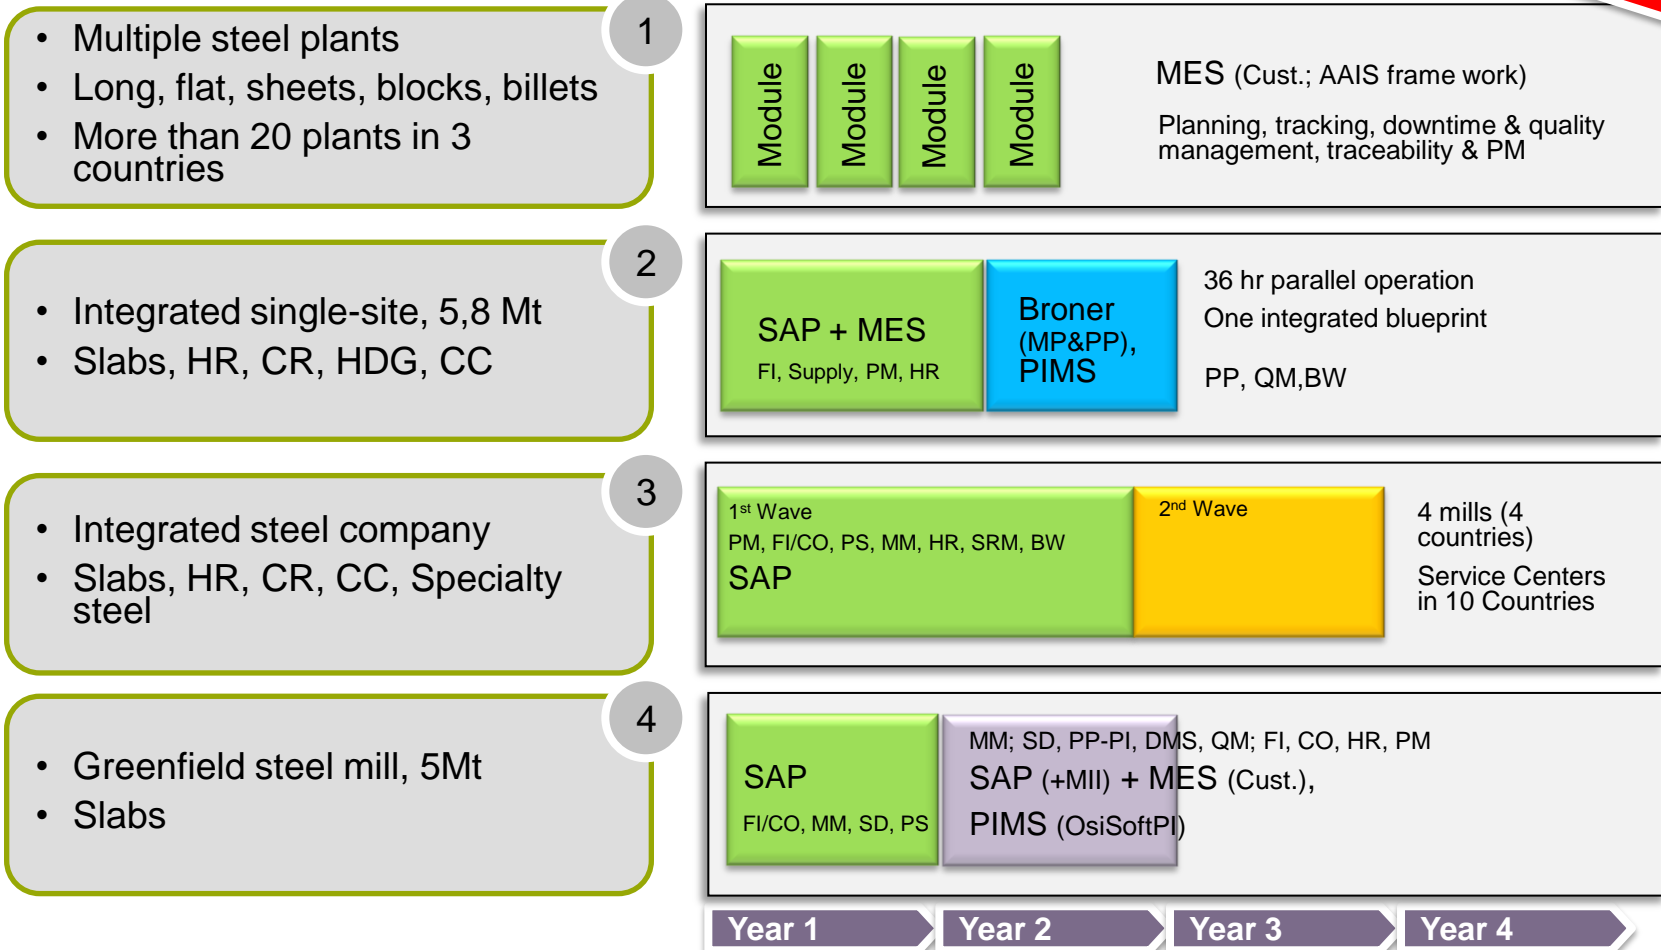 1
• Multiple steel plants
• Long, flat, sheets, blocks, billets
• More than 20 plants in 3
countries
Module
Module
Module
Module
MES (Cust.; AAIS frame work)
Planning, tracking, downtime & quality
management, traceability & PM
2
• Integrated single-site, 5,8 Mt
• Slabs, HR, CR, HDG, CC
SAP + MES
FI, Supply, PM, HR
Broner
(MP&PP),
PIMS
36 hr parallel operation
One integrated blueprint
PP, QM,BW
3
• Integrated steel company
• Slabs, HR, CR, CC, Specialty
steel
1st Wave
PM, FI/CO, PS, MM, HR, SRM, BW
SAP
2nd Wave
4 mills (4
countries)
Service Centers
in 10 Countries
4
• Greenfield steel mill, 5Mt
• Slabs
SAP
FI/CO, MM, SD, PS
MM; SD, PP-PI, DMS, QM; FI, CO, HR, PM
SAP (+MII) + MES (Cust.),
PIMS (OsiSoftPI)
Year 1
Year 2
Year 3
Year 4